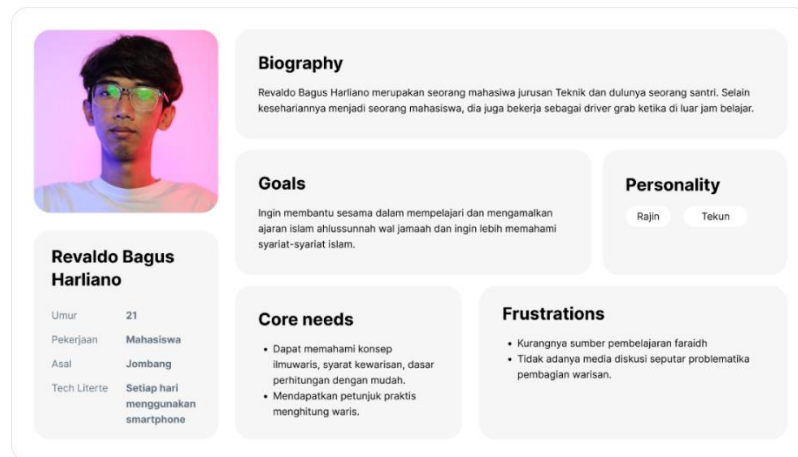 Biography
Revaldo Bagus Harliano merupakan seorang mahasiwa jurusan Teknik dan dulunya seorang santri. Selain
kesehariannya menjadi seorang mahasiswa, dia juga bekerja sebagai driver grab ketika di luar jam belajar.
Goals
Ingin membantu sesama dalam mempelajari dan mengamalkan
ajaran islam ahlussunnah wal jamaah dan ingin lebih memahami
syariat-syariat islam.
Personality
Rajin
Tekun
Revaldo Bagus
Harliano
Umur 21
Pekerjaan Mahasiswa
Asal Jombang
Tech Literte Setiap hari
menggunakan
smartphone
Core needs
• Dapat memahami konsep
ilmuwaris, syarat kewarisan, dasar
perhitungan dengan mudah.
• Mendapatkan petunjuk praktis
menghitung waris.
Frustrations
• Kurangnya sumber pembelajaran faraidh
• Tidak adanya media diskusi seputar problematika
pembagian warisan.